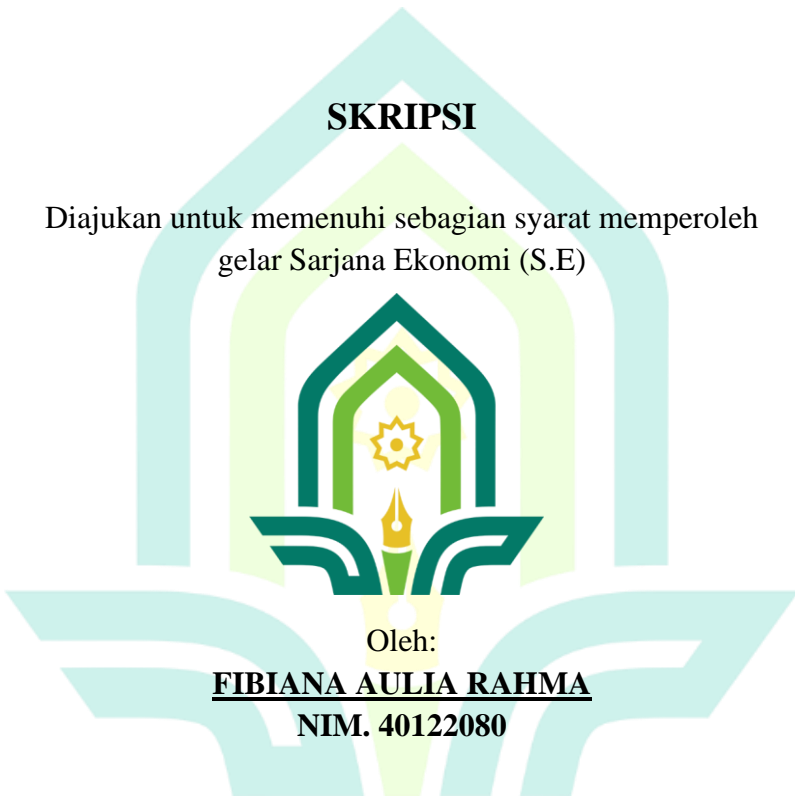 SKRIPSI
Diajukan untuk memenuhi sebagian syarat memperoleh
gelar Sarjana Ekonomi (S.E)
Oleh:
FIBIANA AULIA RAHMA
NIM. 40122080